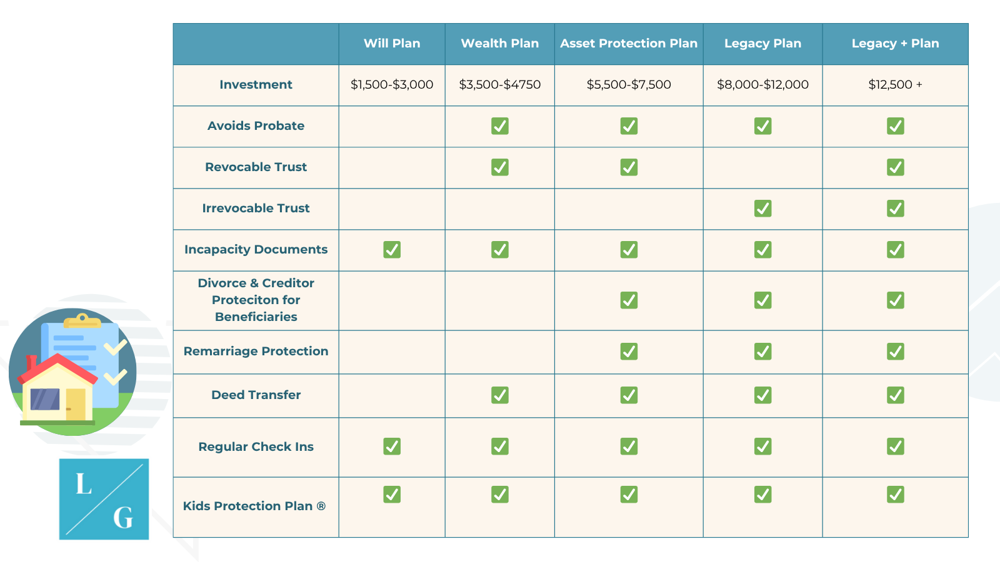 Will Plan Wealth Plan Asset Protection Plan Legacy Plan Legacy + Plan
Investment $1,500-$3,000 $3,500-$4750 $5,500-$7,500 $8,000-$12,000 $12,500 +
Avoids Probate ✅ ✅ ✅ ✅
Revocable Trust ✅ ✅ ✅
Irrevocable Trust ✅ ✅
Incapacity Documents ✅ ✅ ✅ ✅ ✅
Divorce & Creditor
Proteciton for
Beneficiaries ✅ ✅ ✅
Remarriage Protection ✅ ✅ ✅
Deed Transfer ✅ ✅ ✅ ✅
Regular Check Ins ✅ ✅ ✅ ✅ ✅
Kids Protection Plan ® ✅ ✅ ✅ ✅ ✅
L
G